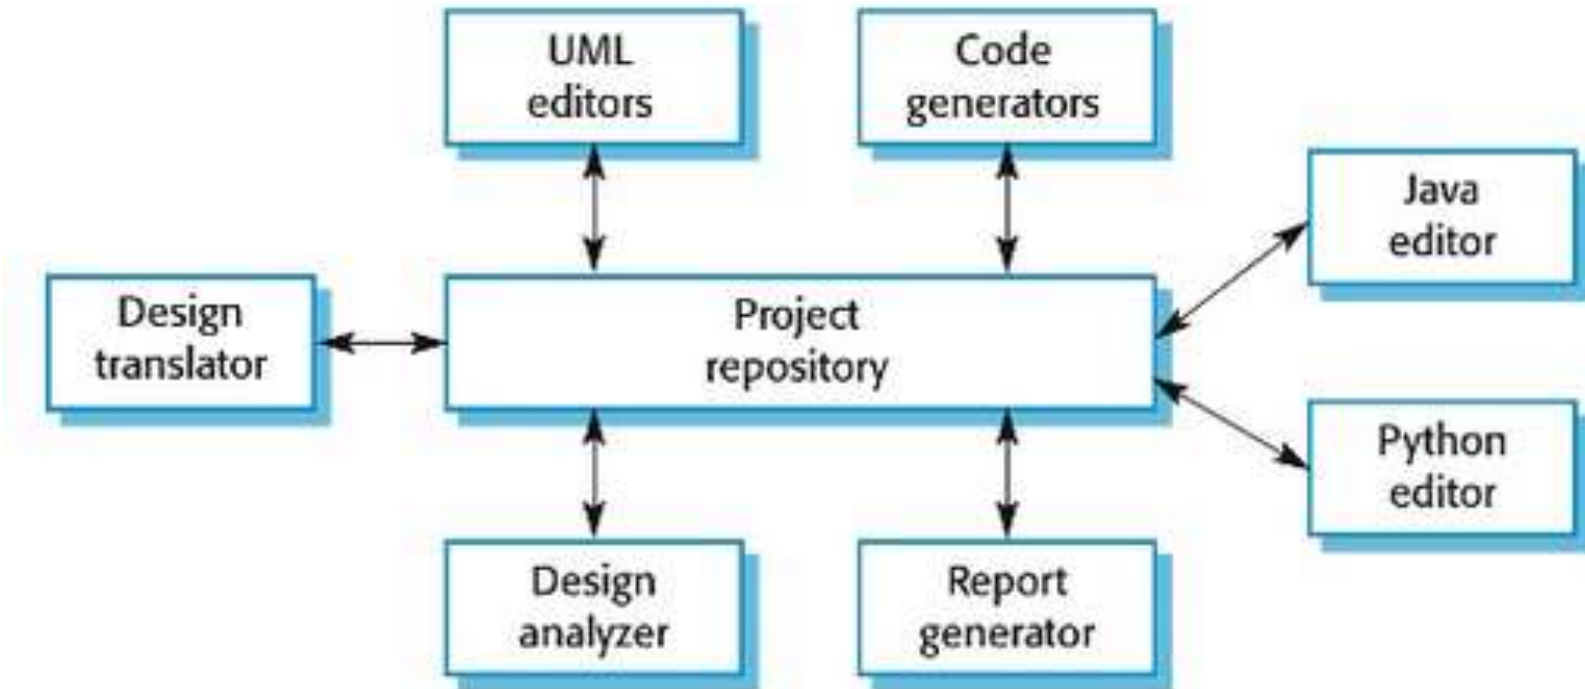 UML
editors
Code
generators
Java
editor
Design
translator
Project
repository
Python
editor
Design
analyzer
Report
generator